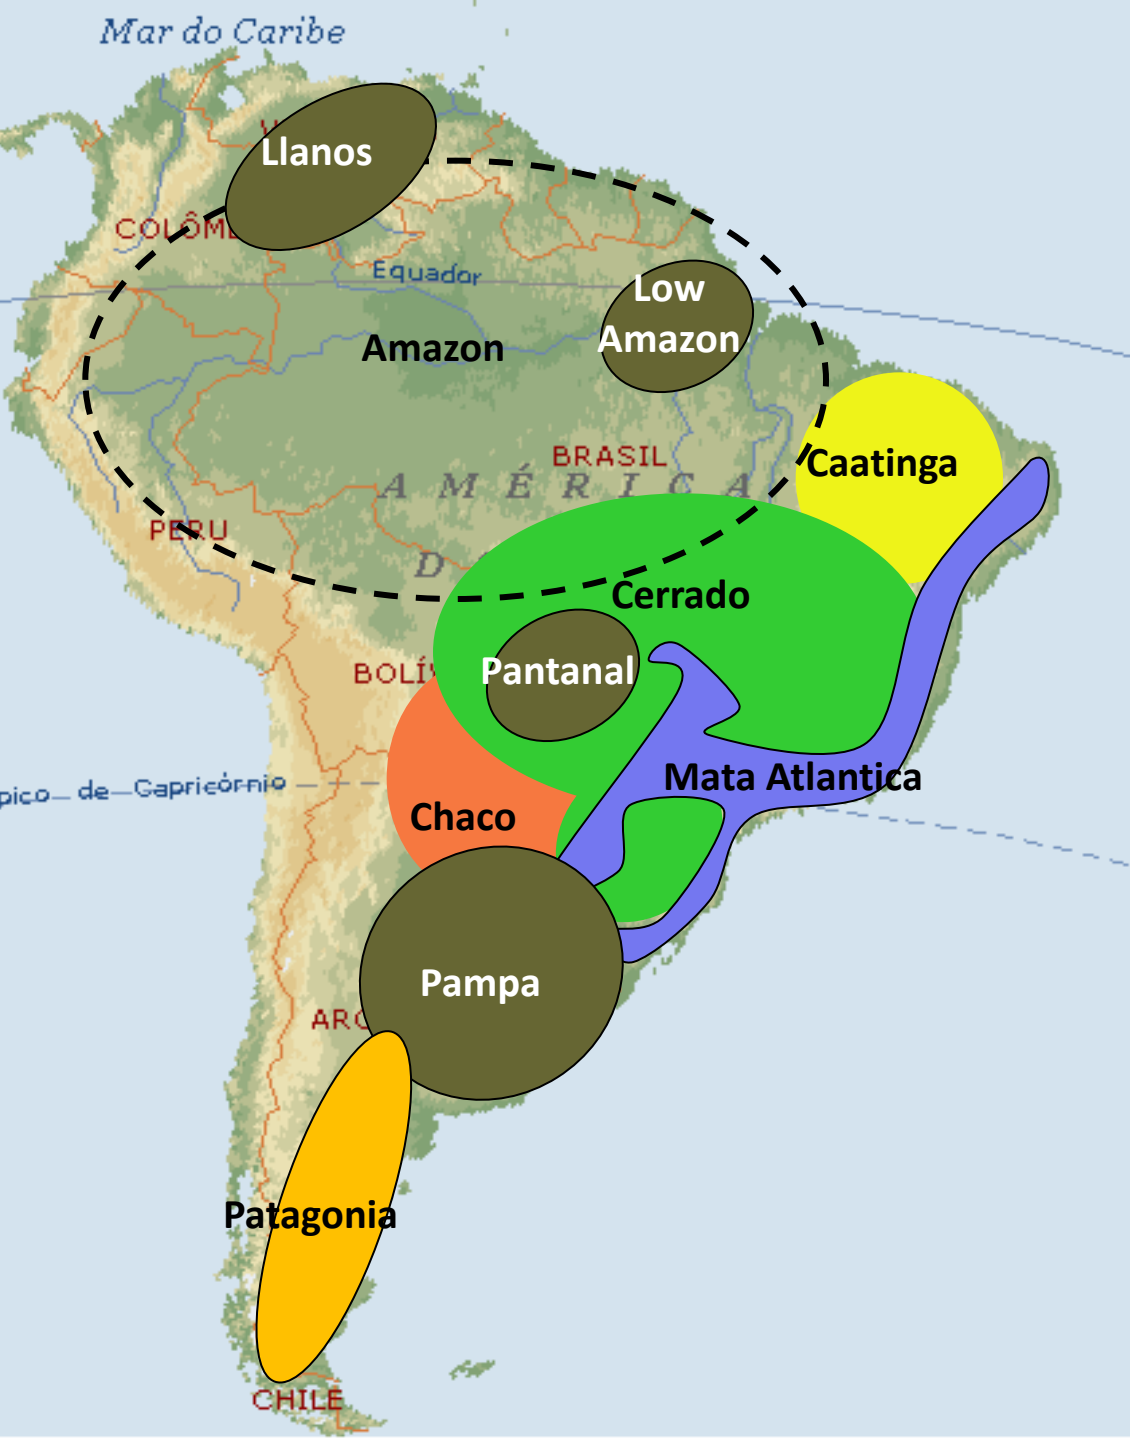 Mar do Caribe
Llanos
COLÔM
Equador
Low
Amazon
Amazon
BRASIL
Caatinga
A M É R I C A
PERU
D
Cerrado
BOLÍV
Pantanal
Mata Atlantica
pico de Capricórnio
Chaco
Pampa
ARG
Patagonia
CHILE